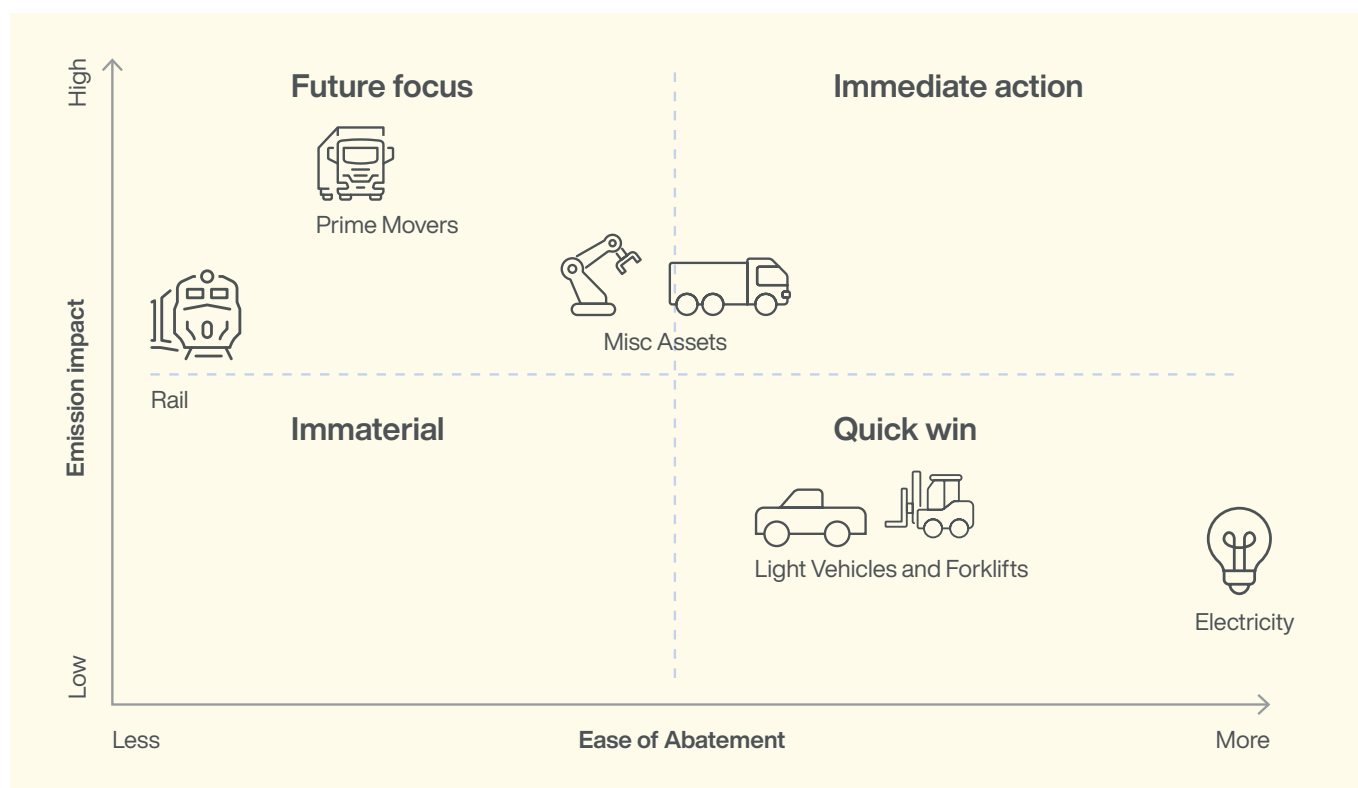 High
Future focus
Immediate action
Prime Movers
Misc Assets
Emission impact
Rail
Immaterial
Quick win
Light Vehicles and Forklifts
Electricity
Low
Less
Ease of Abatement
More